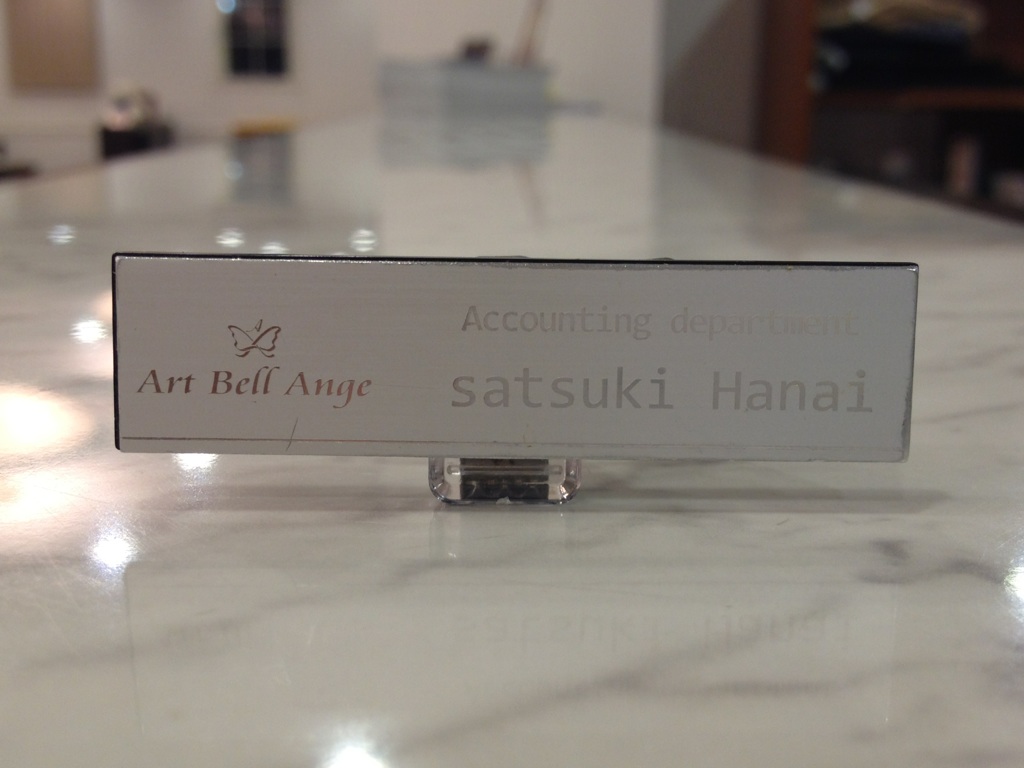 Art Bell Ange
Accounting department
satsuki Hanai